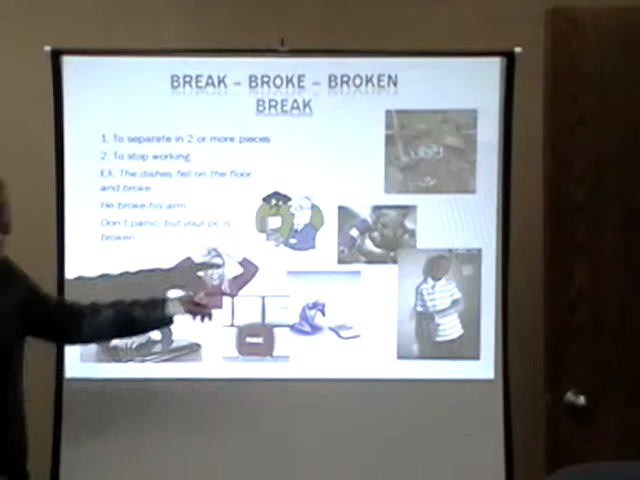 BREAK – BROKE – BROKEN
BREAK
1. To separate in 2 or more pieces
2. To stop working
EX. The dishes fell on the floor
and broke
He broke his arm
Don't panic, but your pc is
broken